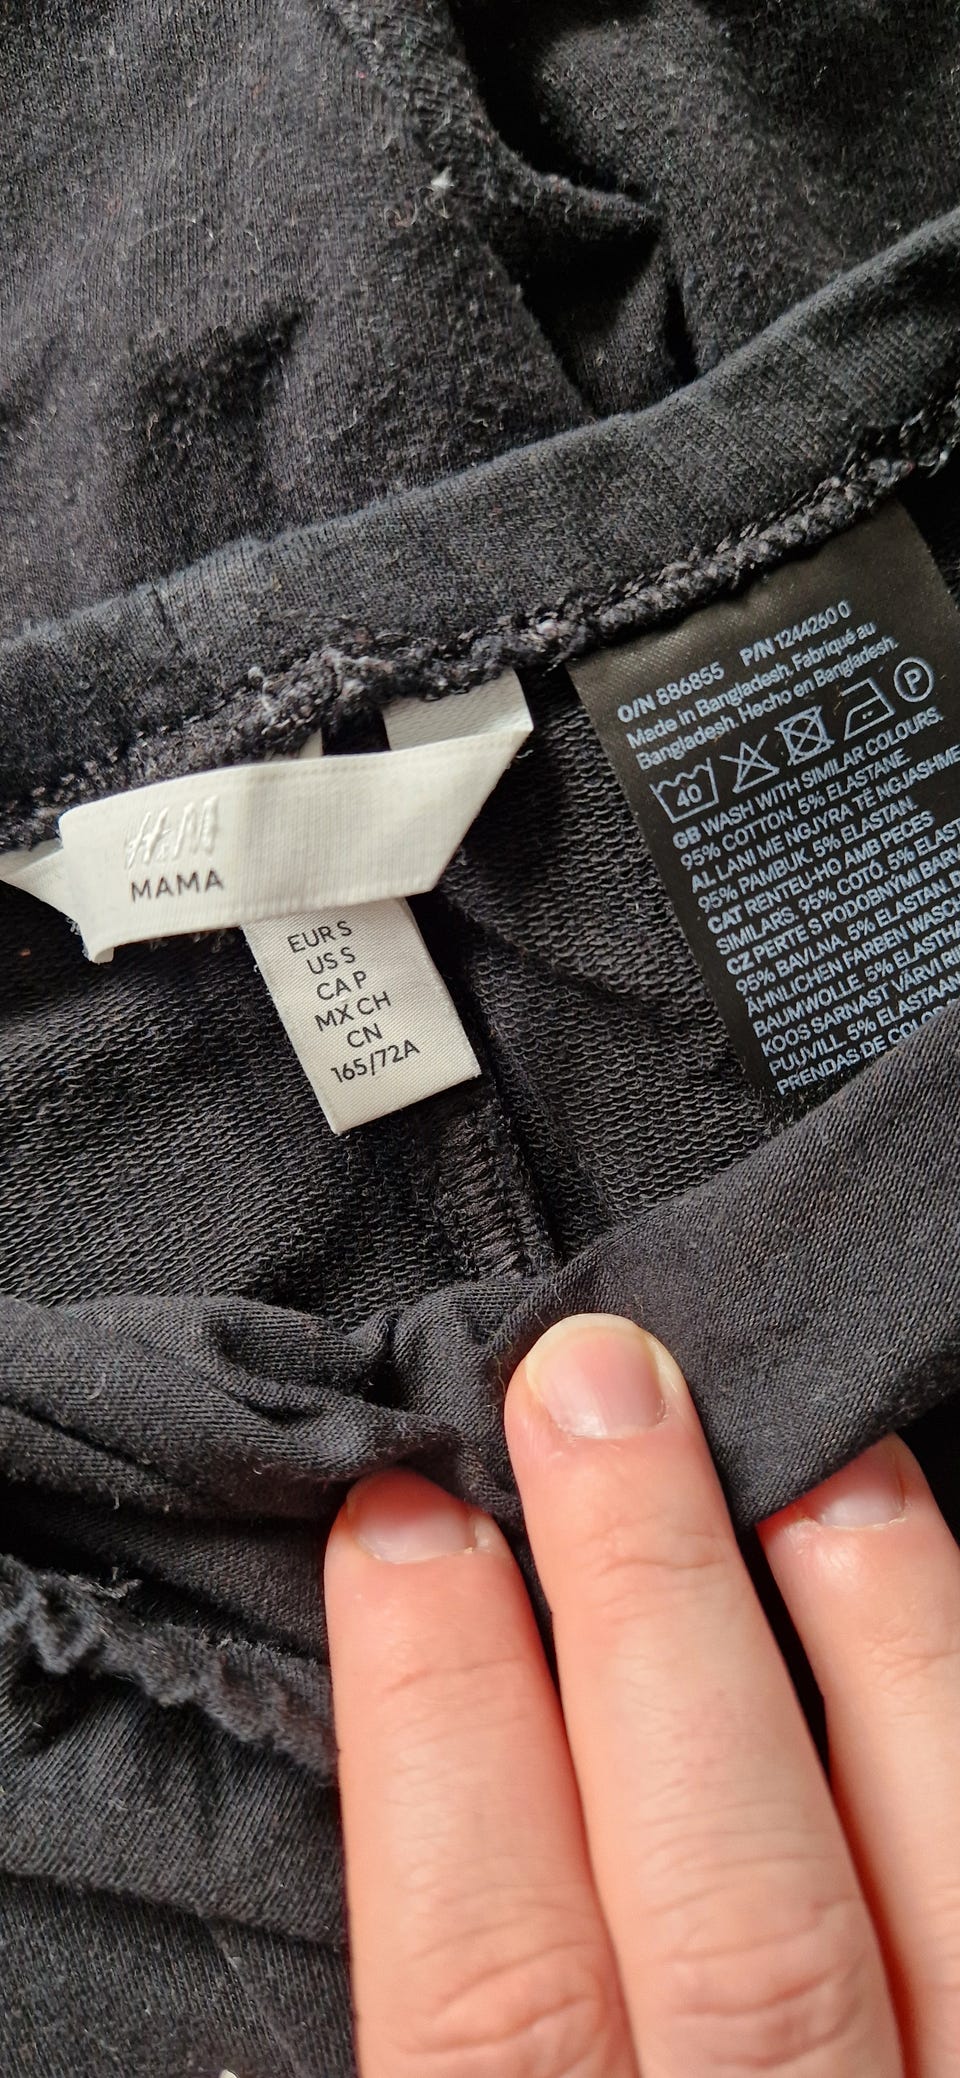 H&M
MAMA
EUR S
US S
CA P
MX CH
CN
165/72A
O/N 886855 P/N 1244260 0
Made in Bangladesh, Fabriqué au
Bangladesh, Hecho en Bangladesh.
40 P
GB WASH WITH SIMILAR COLOURS.
95% COTTON. 5% ELASTANE.
AL LANI ME NGJYRA TË NGJASHME
95% PAMBUK. 5% ELASTAN.
CAT RENTEU-HO AMB PECES
SIMILARS. 95% COTÓ. 5% ELAST
CZ PERTE S PODOBNÝMI BARV
95% BAVLNA. 5% ELASTAN.
ÄHNLICHEN FARBEN WASCH
BAUMWOLLE. 5% ELASTHA
KOOS SARNAST VÄRVI RI
PUUVILL. 5% ELASTAAN
PRENDAS DE COLO